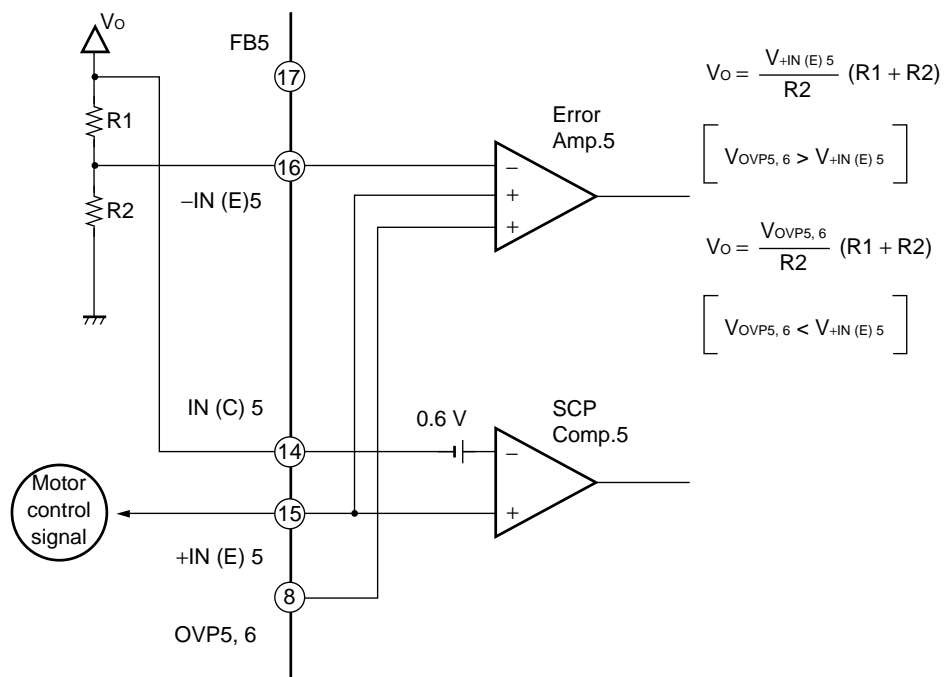 VO
FB5
17
R1
16
−IN (E)5
R2
Error
Amp.5
−
+
+
VO = V+IN (E) 5 / R2 (R1 + R2)
[ VOVP5, 6 > V+IN (E) 5 ]
VO = VOVP5, 6 / R2 (R1 + R2)
[ VOVP5, 6 < V+IN (E) 5 ]
IN (C) 5
14
0.6 V
SCP
Comp.5
−
+
Motor
control
signal
15
+IN (E) 5
8
OVP5, 6